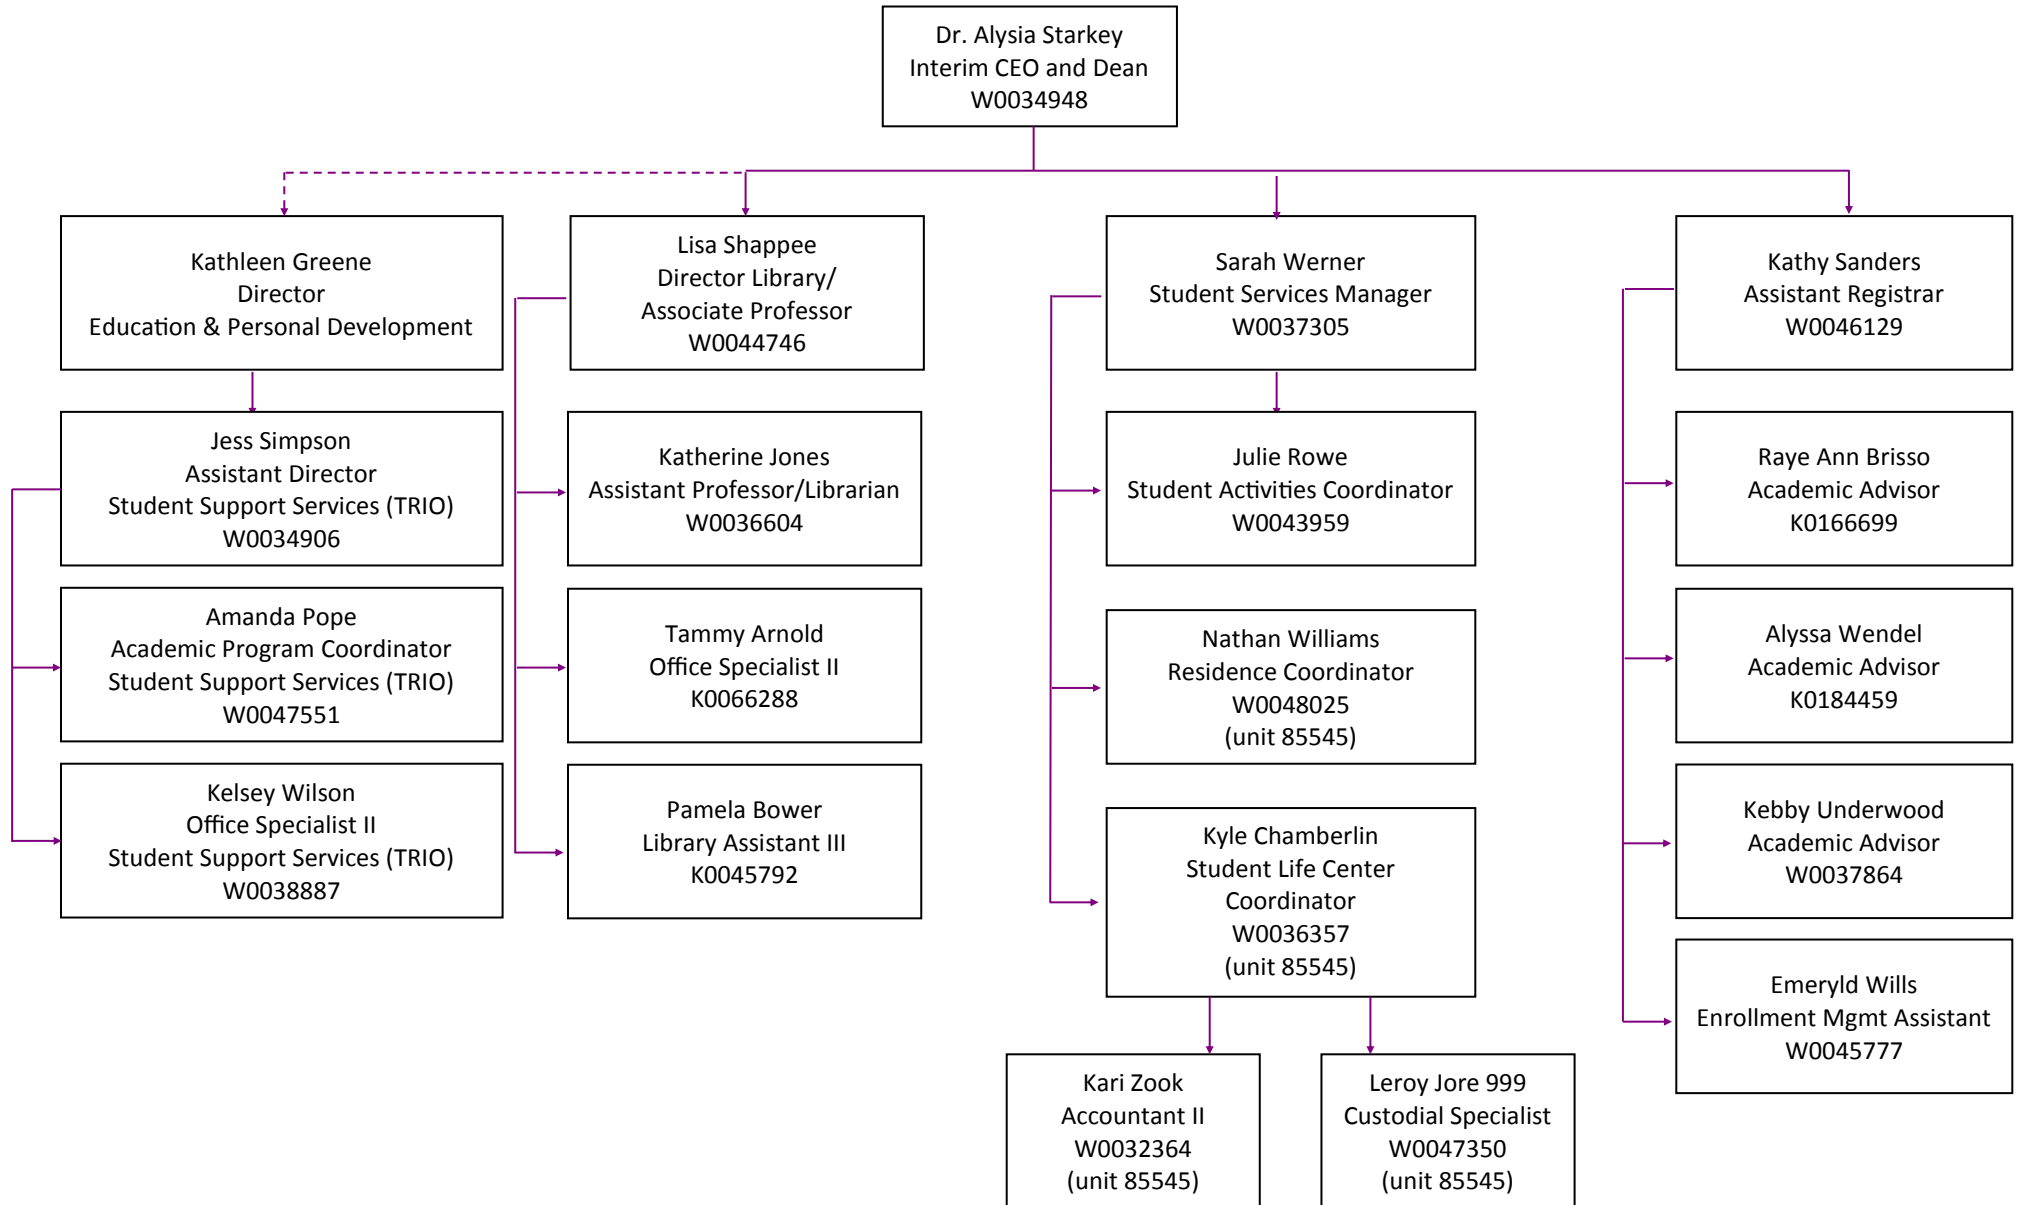 Dr. Alysia Starkey
Interim CEO and Dean
W0034948
Kathleen Greene
Director
Education & Personal Development
Lisa Shappee
Director Library/
Associate Professor
W0044746
Sarah Werner
Student Services Manager
W0037305
Kathy Sanders
Assistant Registrar
W0046129
Jess Simpson
Assistant Director
Student Support Services (TRIO)
W0034906
Katherine Jones
Assistant Professor/Librarian
W0036604
Julie Rowe
Student Activities Coordinator
W0043959
Raye Ann Brisso
Academic Advisor
K0166699
Amanda Pope
Academic Program Coordinator
Student Support Services (TRIO)
W0047551
Tammy Arnold
Office Specialist II
K0066288
Nathan Williams
Residence Coordinator
W0048025
(unit 85545)
Alyssa Wendel
Academic Advisor
K0184459
Kelsey Wilson
Office Specialist II
Student Support Services (TRIO)
W0038887
Pamela Bower
Library Assistant III
K0045792
Kyle Chamberlin
Student Life Center
Coordinator
W0036357
(unit 85545)
Kebby Underwood
Academic Advisor
W0037864
Emeryld Wills
Enrollment Mgmt Assistant
W0045777
Kari Zook
Accountant II
W0032364
(unit 85545)
Leroy Jore 999
Custodial Specialist
W0047350
(unit 85545)